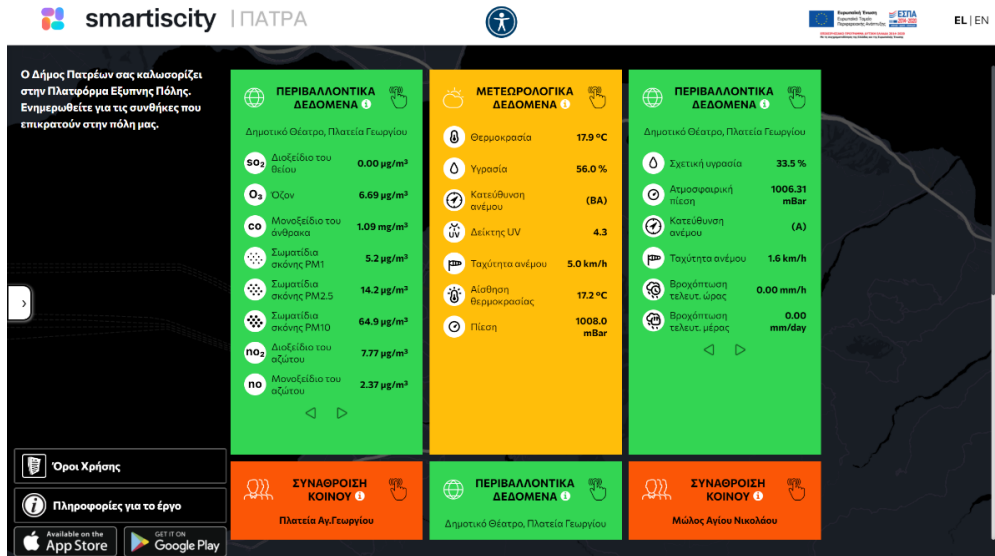 smartiscity | ΠΑΤΡΑ
Ευρωπαϊκή Ένωση
Ευρωπαϊκό Ταμείο
Περιφερειακής Ανάπτυξης
ΕΣΠΑ
2014-2020
EL | EN
Ο Δήμος Πατρέων σας καλωσορίζει
στην Πλατφόρμα Εξυπνης Πόλης.
Ενημερωθείτε για τις συνθήκες που
επικρατούν στην πόλη μας.
ΠΕΡΙΒΑΛΛΟΝΤΙΚΑ
ΔΕΔΟΜΕΝΑ
Δημοτικό Θέατρο, Πλατεία Γεωργίου
SO2 Διοξείδιο του
θείου 0.00 μg/m³
O3 Όζον 6.69 μg/m³
CO Μονοξείδιο του
άνθρακα 1.09 mg/m³
Σωματίδια
σκόνης PM1 5.2 μg/m³
Σωματίδια
σκόνης PM2.5 14.2 μg/m³
Σωματίδια
σκόνης PM10 64.9 μg/m³
no2 Διοξείδιο του
αζώτου 7.77 μg/m³
no Μονοξείδιο του
αζώτου 2.37 μg/m³
ΜΕΤΕΩΡΟΛΟΓΙΚΑ
ΔΕΔΟΜΕΝΑ
Θερμοκρασία 17.9 °C
Υγρασία 56.0 %
Κατεύθυνση
ανέμου (ΒΑ)
UV Δείκτης UV 4.3
Ταχύτητα ανέμου 5.0 km/h
Αίσθηση
θερμοκρασίας 17.2 °C
Πίεση 1008.0
mBar
ΠΕΡΙΒΑΛΛΟΝΤΙΚΑ
ΔΕΔΟΜΕΝΑ
Δημοτικό Θέατρο, Πλατεία Γεωργίου
Σχετική υγρασία 33.5 %
Ατμοσφαιρική
πίεση 1006.31
mBar
Κατεύθυνση
ανέμου (Α)
Ταχύτητα ανέμου 1.6 km/h
Βροχόπτωση
τελευτ. ώρας 0.00 mm/h
Βροχόπτωση
τελευτ. μέρας 0.00
mm/day
Όροι Χρήσης
Πληροφορίες για το έργο
Available on the
App Store
GET IT ON
Google Play
ΣΥΝΑΘΡΟΙΣΗ
ΚΟΙΝΟΥ
Πλατεία Αγ.Γεωργίου
ΠΕΡΙΒΑΛΛΟΝΤΙΚΑ
ΔΕΔΟΜΕΝΑ
Δημοτικό Θέατρο, Πλατεία Γεωργίου
ΣΥΝΑΘΡΟΙΣΗ
ΚΟΙΝΟΥ
Μώλος Αγίου Νικολάου